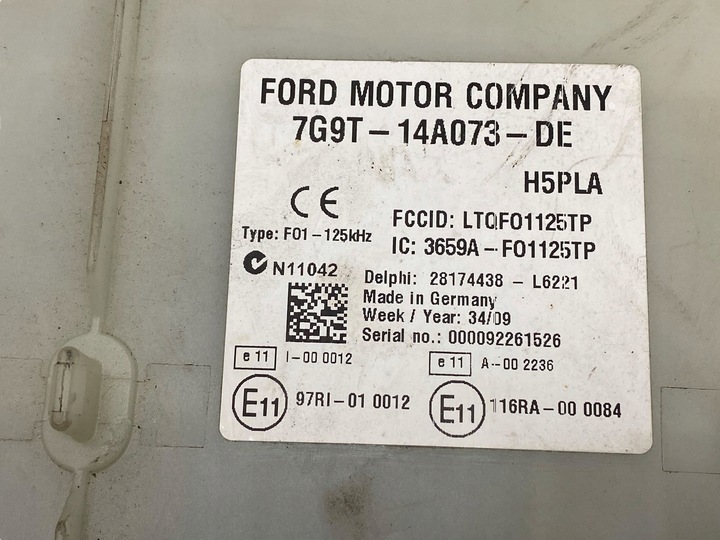 FORD MOTOR COMPANY
7G9T-14A073-DE
H5PLA
CE
FCCID: LTQF01125TP
Type: F01-125kHz
IC: 3659A-F01125TP
N11042
Delphi: 28174438 - L6221
Made in Germany
Week / Year: 34/09
Serial no.: 000092261526
e 11 I-00 0012
e 11 A-00 2236
E11 97RI-01 0012
E11 116RA-00 0084